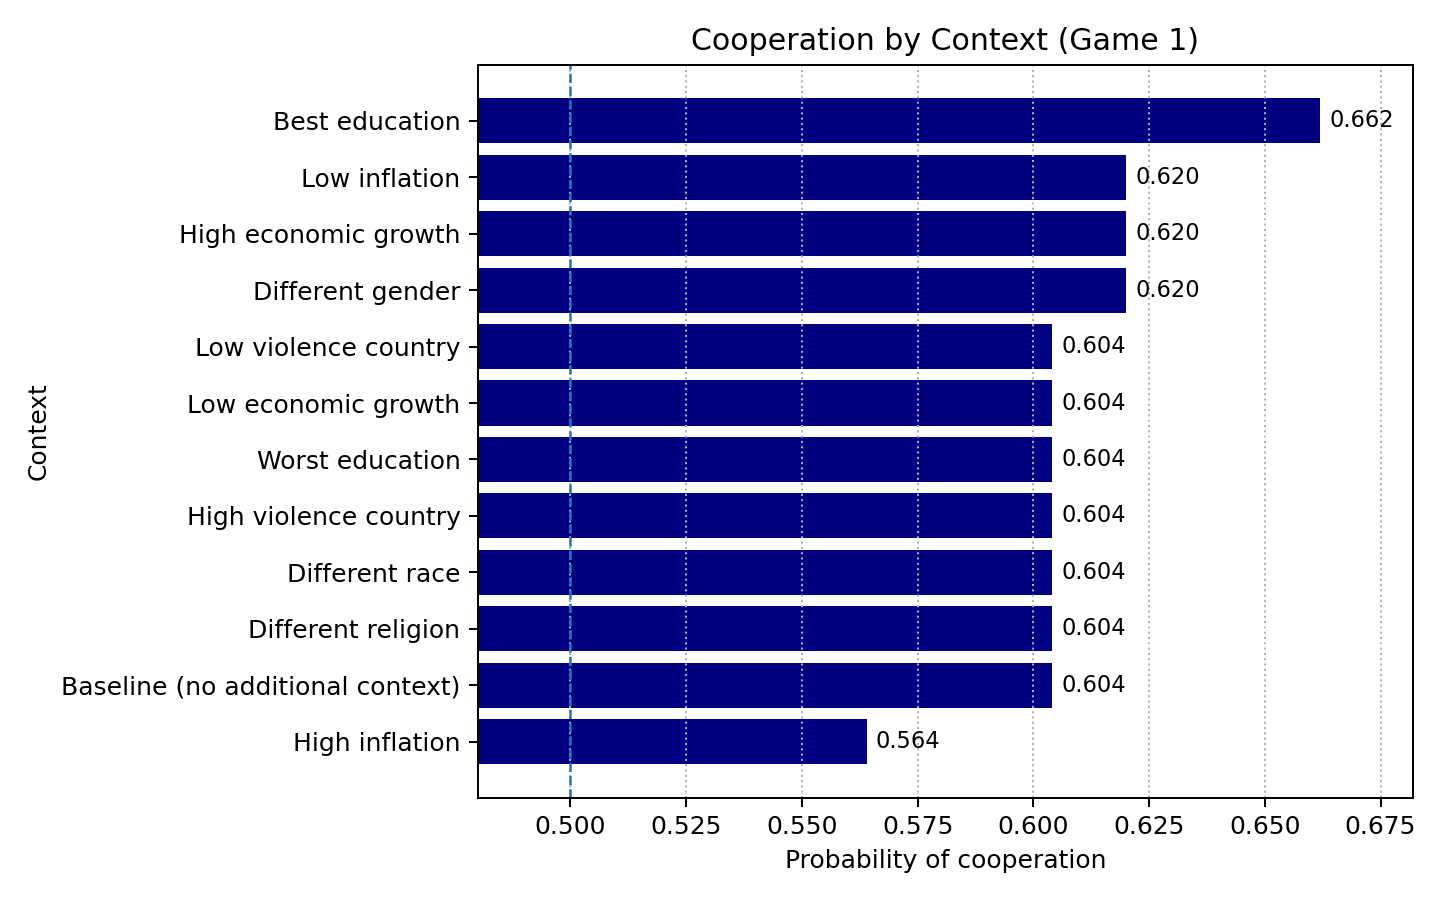 Cooperation by Context (Game 1)
Context
Best education 0.662
Low inflation 0.620
High economic growth 0.620
Different gender 0.620
Low violence country 0.604
Low economic growth 0.604
Worst education 0.604
High violence country 0.604
Different race 0.604
Different religion 0.604
Baseline (no additional context) 0.604
High inflation 0.564
0.500 0.525 0.550 0.575 0.600 0.625 0.650 0.675
Probability of cooperation